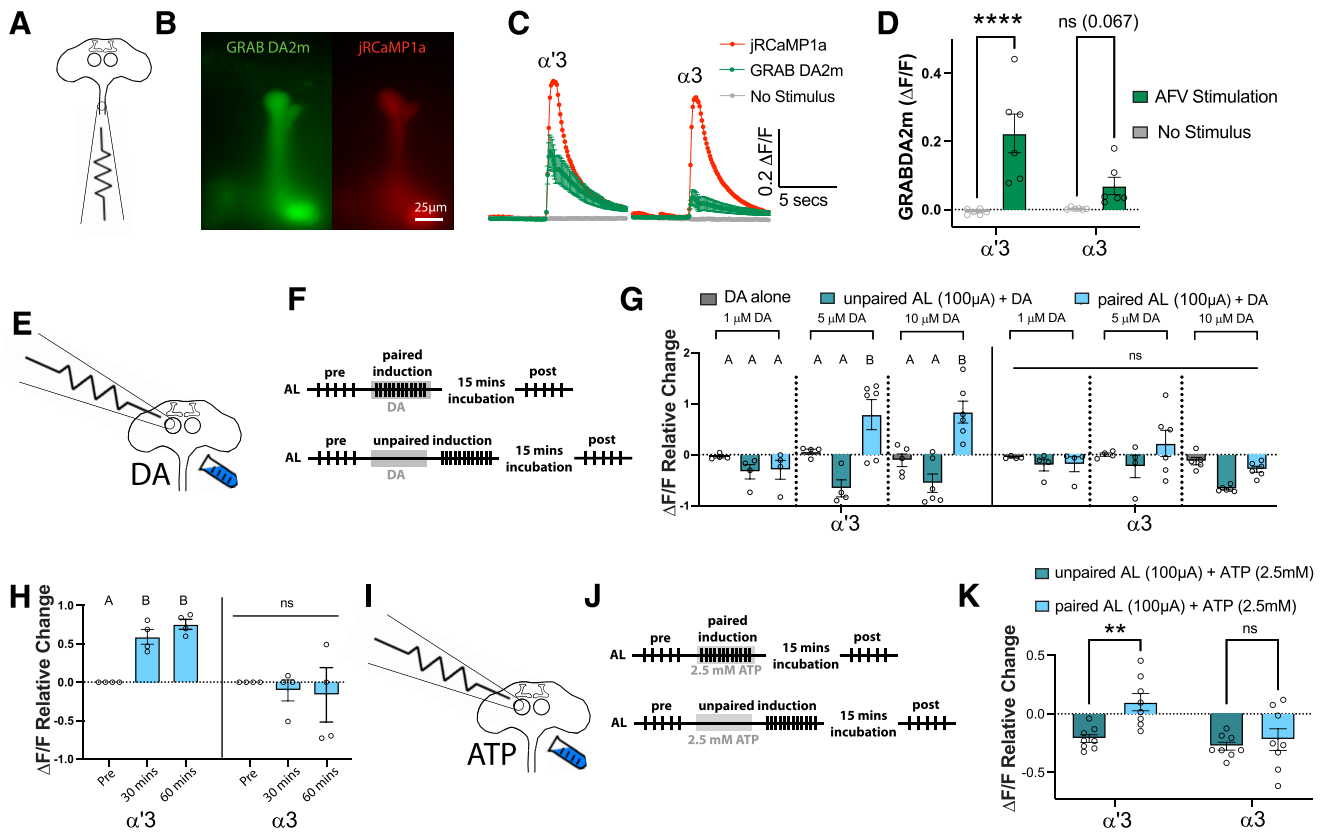 A
B
GRAB DA2m
jRCaMP1a
25µm
C
α'3
α3
jRCaMP1a
GRAB DA2m
No Stimulus
0.2 ΔF/F
5 secs
D
****
ns (0.067)
GRABDA2m (ΔF/F)
0.4
0.2
0.0
α'3
α3
AFV Stimulation
No Stimulus
E
DA
F
AL
pre
paired
induction
DA
15 mins
incubation
post
AL
pre
unpaired induction
DA
15 mins
incubation
post
G
DA alone
unpaired AL (100µA) + DA
paired AL (100µA) + DA
1 µM DA
5 µM DA
10 µM DA
1 µM DA
5 µM DA
10 µM DA
A A A A A B A A B
ns
ΔF/F Relative Change
2
1
0
-1
α'3
α3
H
ΔF/F Relative Change
1.0
0.5
0.0
-0.5
-1.0
A B B
ns
Pre
30 mins
60 mins
Pre
30 mins
60 mins
α'3
α3
I
ATP
J
AL
pre
paired
induction
2.5 mM ATP
15 mins
incubation
post
AL
pre
unpaired induction
2.5 mM ATP
15 mins
incubation
post
K
unpaired AL (100µA) + ATP (2.5mM)
paired AL (100µA) + ATP (2.5mM)
**
ns
ΔF/F Relative Change
0.5
0.0
-0.5
α'3
α3